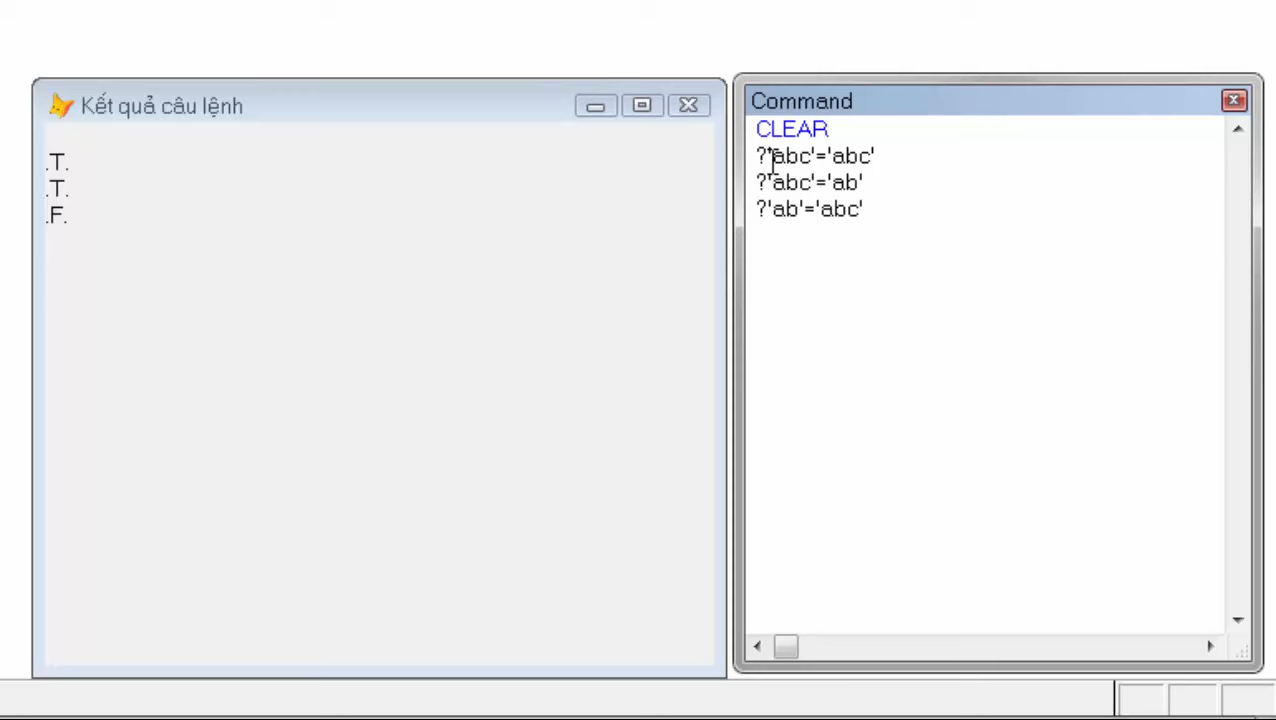 Kết quả câu lệnh
.T.
.T.
.F.
Command
CLEAR
?'abc'='abc'
?'abc'='ab'
?'ab'='abc'